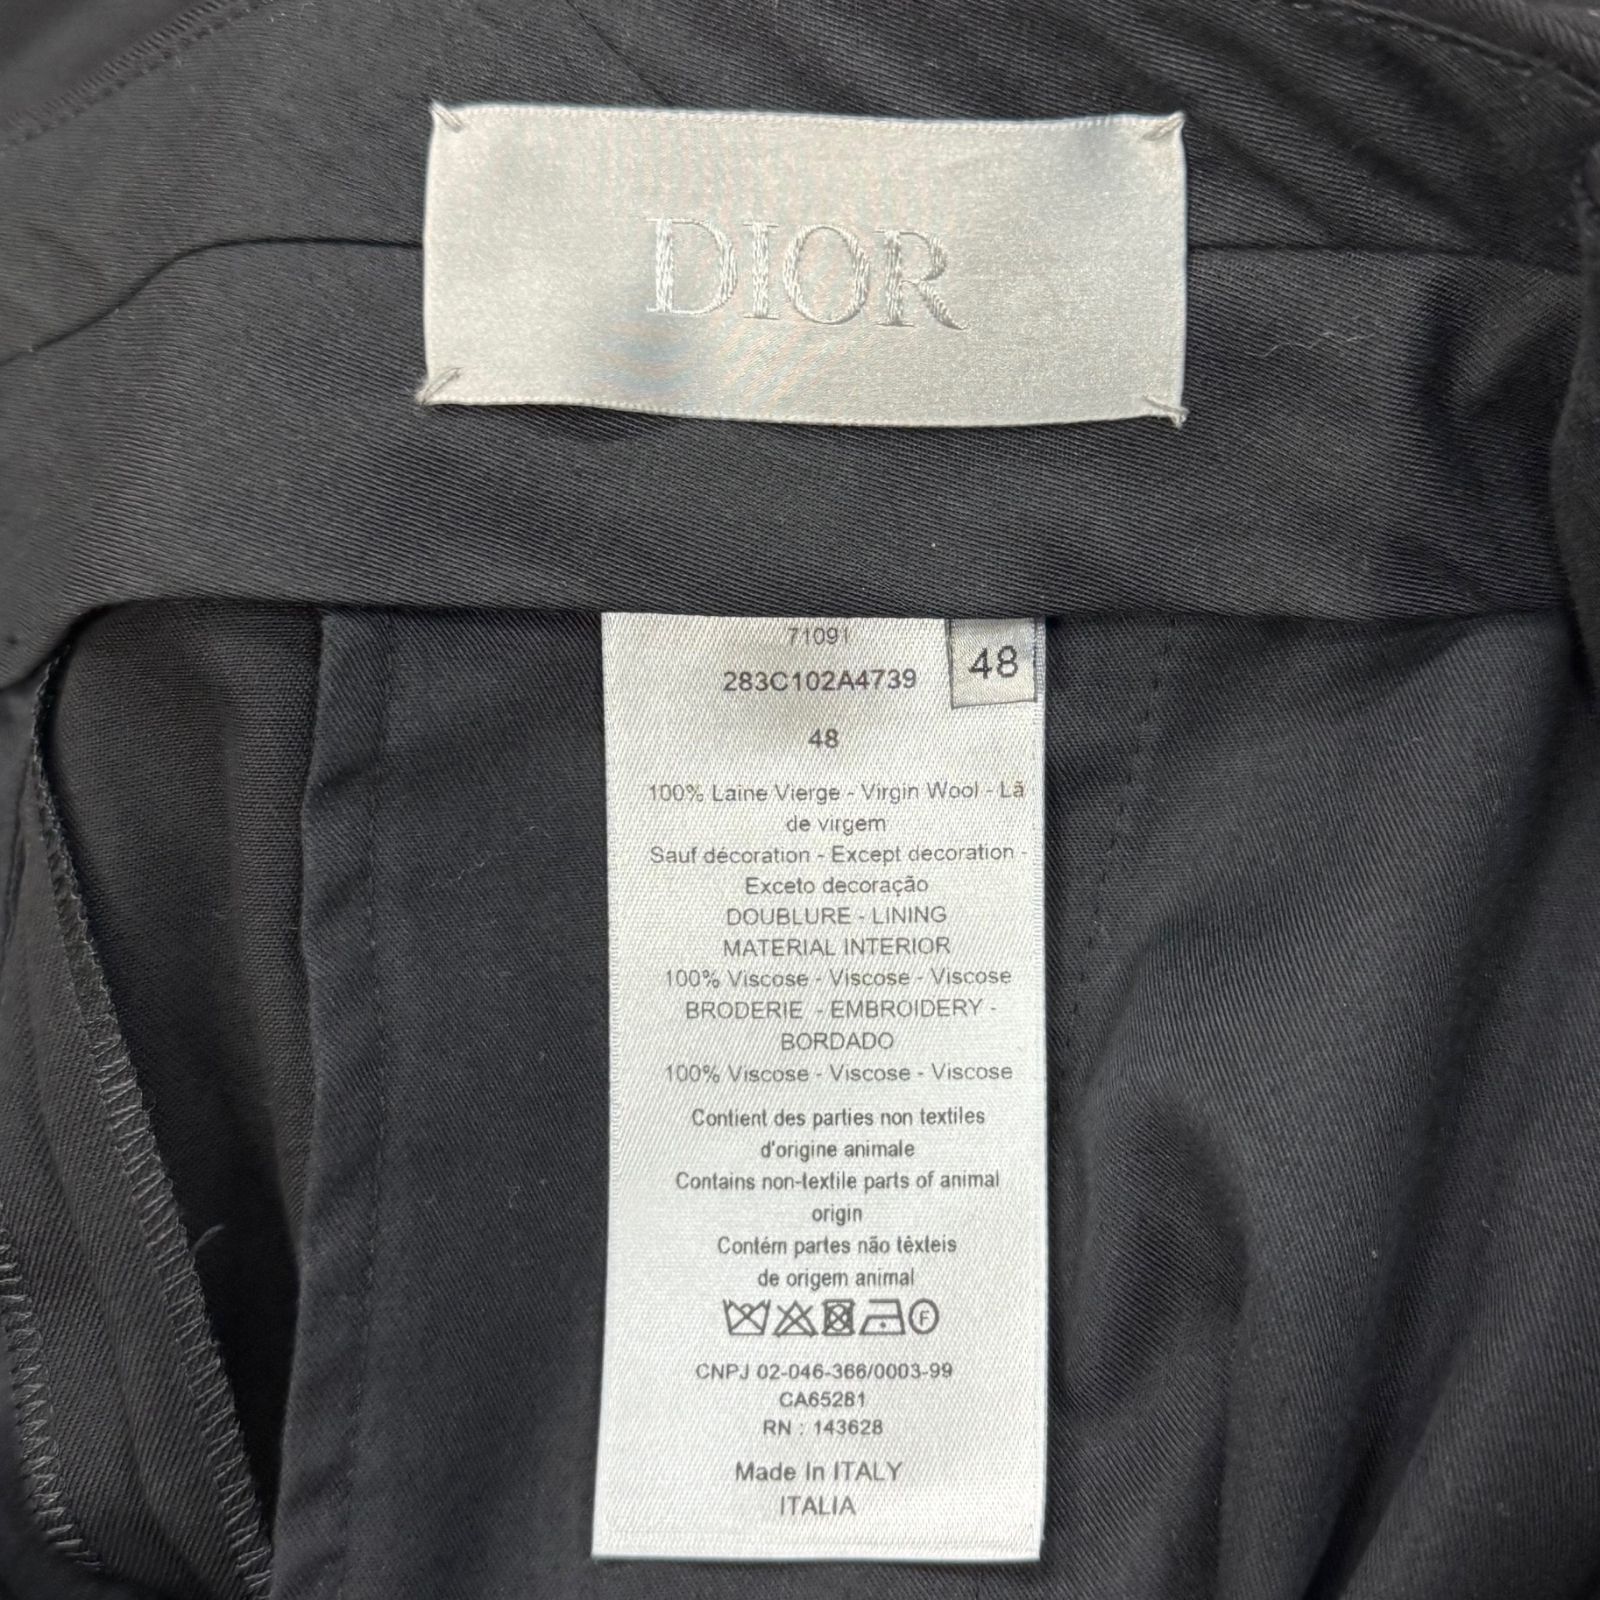 DIOR
71091
283C102A4739
48
48
100% Laine Vierge - Virgin Wool - Lã
de virgem
Sauf décoration - Except decoration -
Exceto decoração
DOUBLURE - LINING
MATERIAL INTERIOR
100% Viscose - Viscose - Viscose
BRODERIE - EMBROIDERY -
BORDADO
100% Viscose - Viscose - Viscose
Contient des parties non textiles
d'origine animale
Contains non-textile parts of animal
origin
Contém partes não têxteis
de origem animal
F
CNPJ 02-046-366/0003-99
CA65281
RN : 143628
Made In ITALY
ITALIA